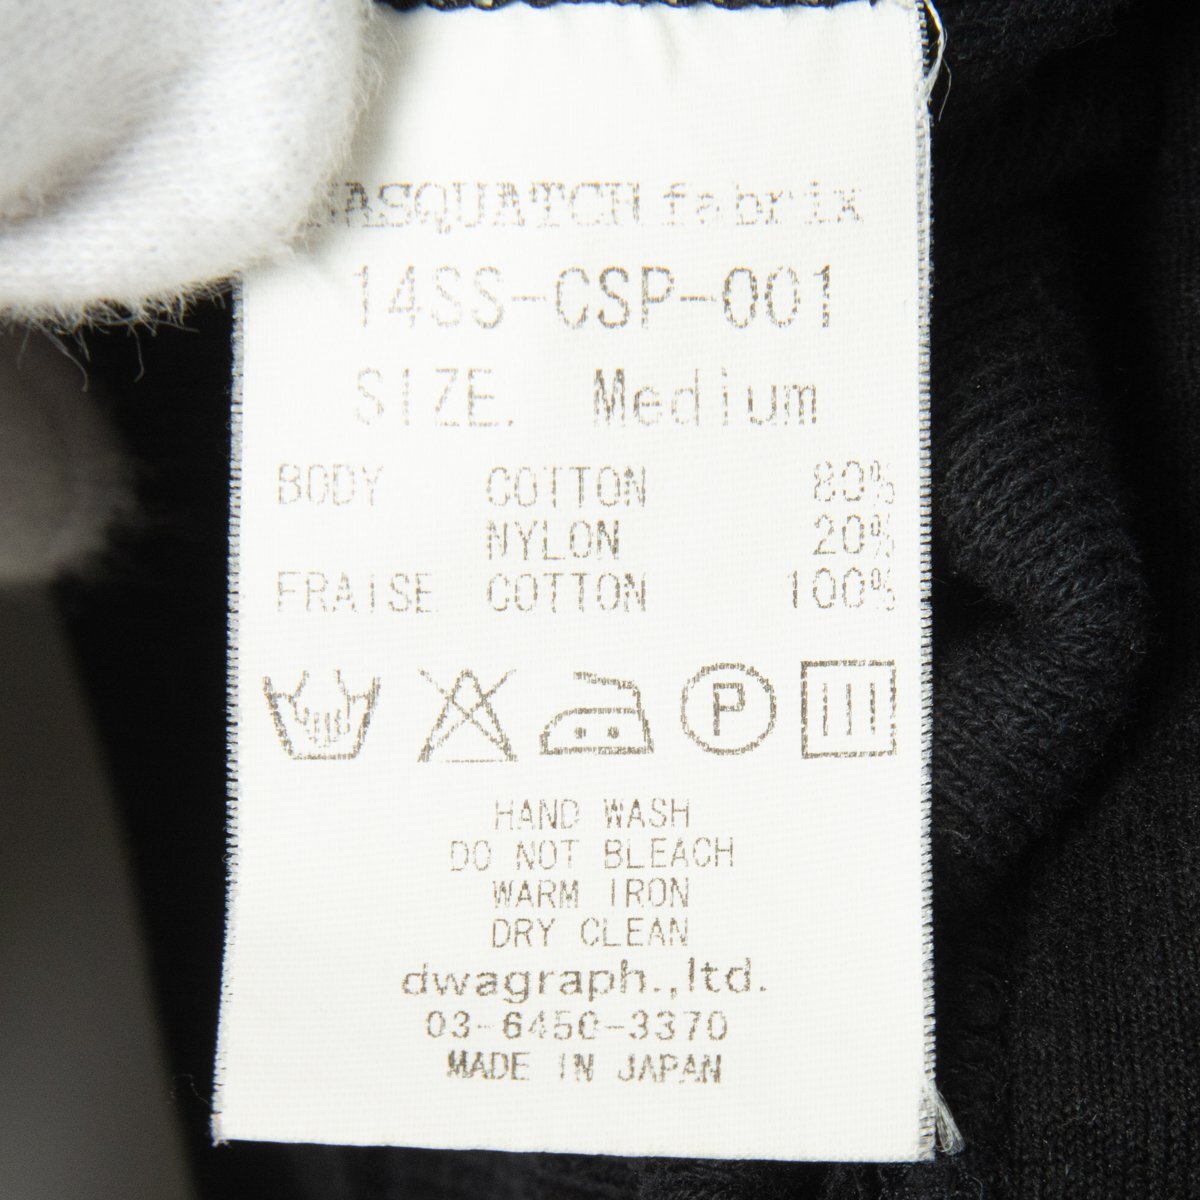 SASQUATCH fabrix
14SS-CSP-001
SIZE. Medium
BODY COTTON 80%
NYLON 20%
FRAISE COTTON 100%
P
HAND WASH
DO NOT BLEACH
WARM IRON
DRY CLEAN
dwagraph.,ltd.
03-6450-3370
MADE IN JAPAN